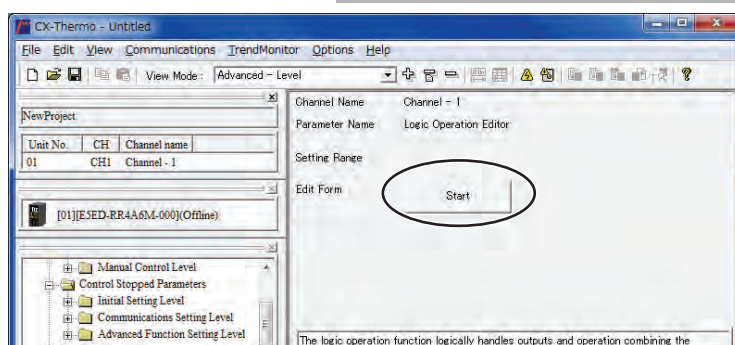 CX-Thermo - Untitled
File Edit View Communications TrendMonitor Options Help
View Mode : Advanced - Level
NewProject
Unit No. CH Channel name
01 CH1 Channel - 1
[01][E5ED-RR4A6M-000](Offline)
Manual Control Level
Control Stopped Parameters
Initial Setting Level
Communications Setting Level
Advanced Function Setting Level
Channel Name Channel - 1
Parameter Name Logic Operation Editor
Setting Range
Edit Form Start
The logic operation function logically handles outputs and operation combining the